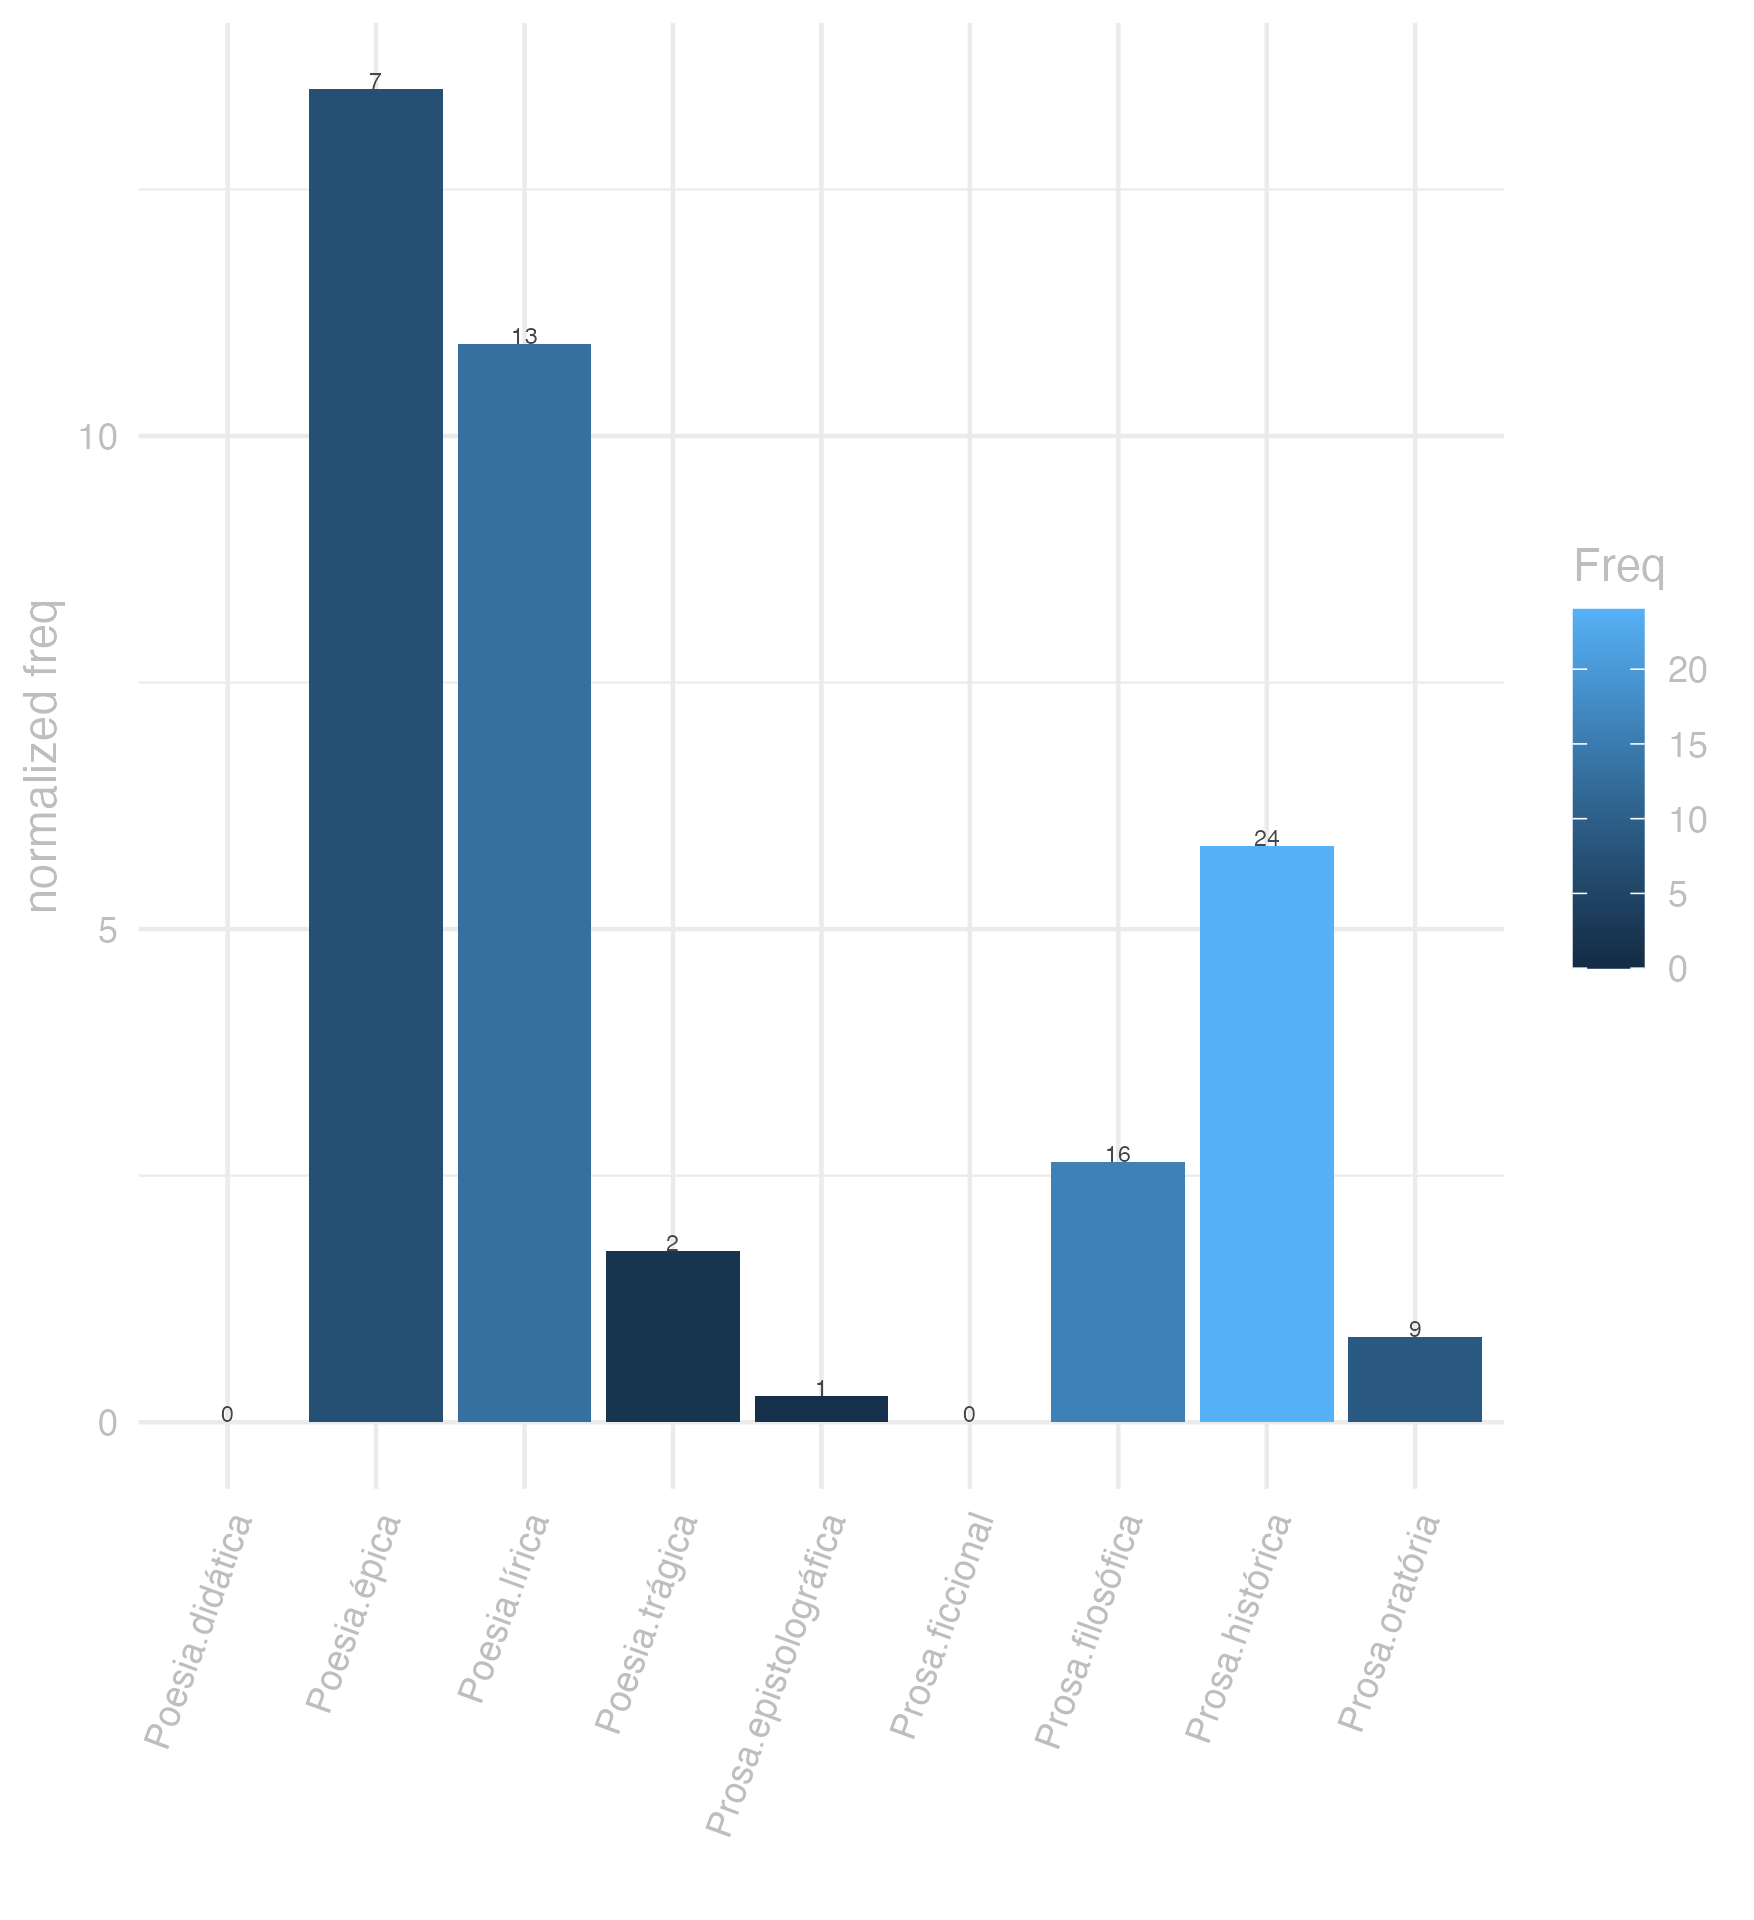 7
13
10
Freq
20
15
10
5
0
normalized freq
24
5
16
2
9
1
0
0
0
Poesia.didática
Poesia.épica
Poesia.lírica
Poesia.trágica
Prosa.epistolográfica
Prosa.ficcional
Prosa.filosófica
Prosa.histórica
Prosa.oratória